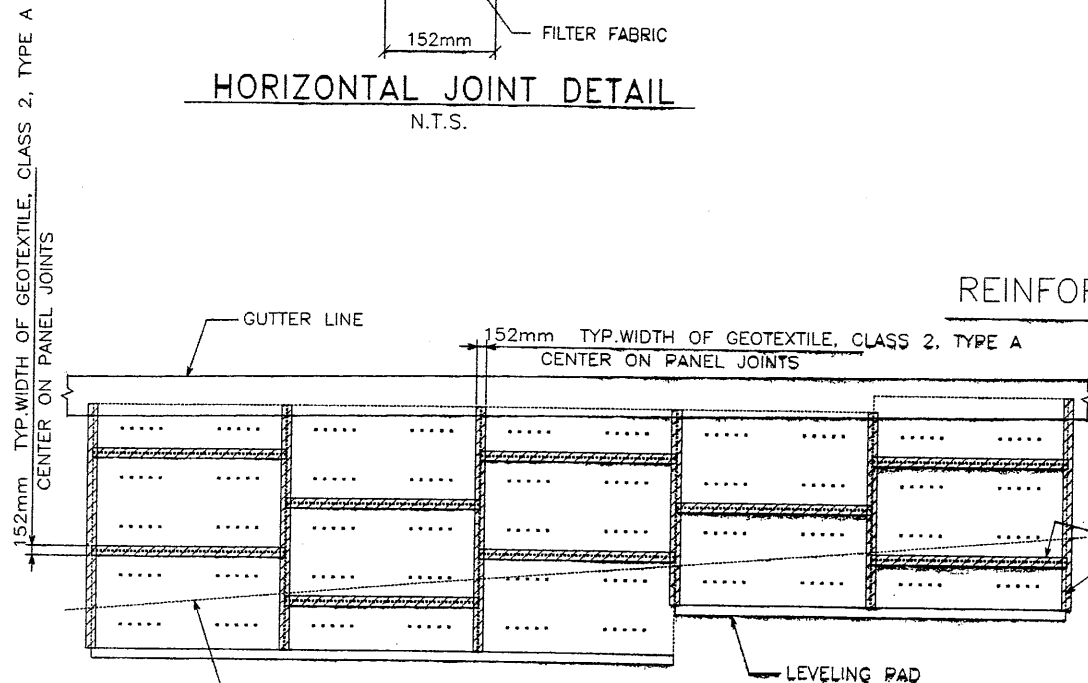 152mm
FILTER FABRIC
HORIZONTAL JOINT DETAIL
N.T.S.
152mm TYP.WIDTH OF GEOTEXTILE, CLASS 2, TYPE A
CENTER ON PANEL JOINTS
REINFOR
GUTTER LINE
152mm TYP.WIDTH OF GEOTEXTILE, CLASS 2, TYPE A
CENTER ON PANEL JOINTS
LEVELING PAD